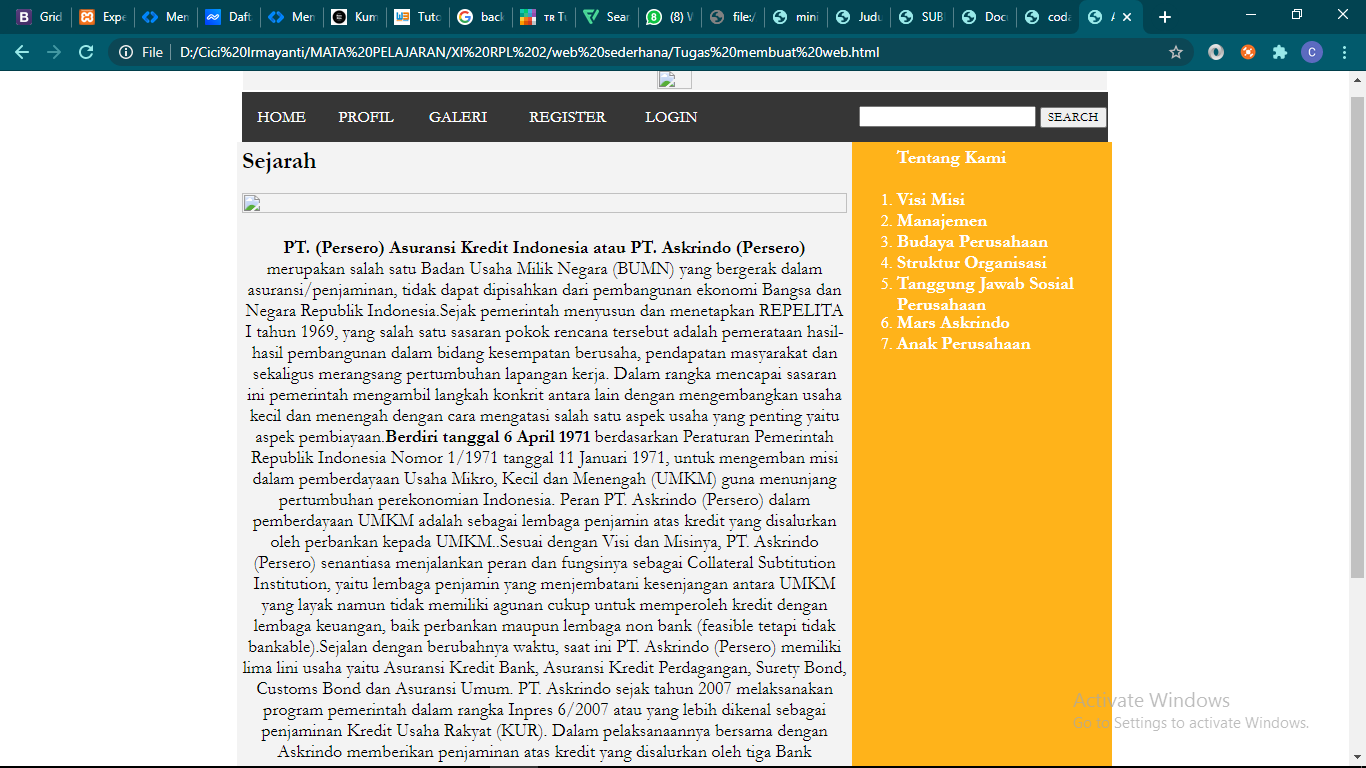 Grid
Expe
Men
Daft
Men
Kum
Tuto
back
TR Tu
Sear
(8) W
file:/
mini
Judu
SUB
Doc
coda
A
File
D:/Cici%20Irmayanti/MATA%20PELAJARAN/XI%20RPL%202/web%20sederhana/Tugas%20membuat%20web.html
C
HOME PROFIL GALERI REGISTER LOGIN SEARCH
Sejarah
PT. (Persero) Asuransi Kredit Indonesia atau PT. Askrindo (Persero)
merupakan salah satu Badan Usaha Milik Negara (BUMN) yang bergerak dalam
asuransi/penjaminan, tidak dapat dipisahkan dari pembangunan ekonomi Bangsa dan
Negara Republik Indonesia.Sejak pemerintah menyusun dan menetapkan REPELITA
I tahun 1969, yang salah satu sasaran pokok rencana tersebut adalah pemerataan hasil-
hasil pembangunan dalam bidang kesempatan berusaha, pendapatan masyarakat dan
sekaligus merangsang pertumbuhan lapangan kerja. Dalam rangka mencapai sasaran
ini pemerintah mengambil langkah konkrit antara lain dengan mengembangkan usaha
kecil dan menengah dengan cara mengatasi salah satu aspek usaha yang penting yaitu
aspek pembiayaan.Berdiri tanggal 6 April 1971 berdasarkan Peraturan Pemerintah
Republik Indonesia Nomor 1/1971 tanggal 11 Januari 1971, untuk mengemban misi
dalam pemberdayaan Usaha Mikro, Kecil dan Menengah (UMKM) guna menunjang
pertumbuhan perekonomian Indonesia. Peran PT. Askrindo (Persero) dalam
pemberdayaan UMKM adalah sebagai lembaga penjamin atas kredit yang disalurkan
oleh perbankan kepada UMKM..Sesuai dengan Visi dan Misinya, PT. Askrindo
(Persero) senantiasa menjalankan peran dan fungsinya sebagai Collateral Subtitution
Institution, yaitu lembaga penjamin yang menjembatani kesenjangan antara UMKM
yang layak namun tidak memiliki agunan cukup untuk memperoleh kredit dengan
lembaga keuangan, baik perbankan maupun lembaga non bank (feasible tetapi tidak
bankable).Sejalan dengan berubahnya waktu, saat ini PT. Askrindo (Persero) memiliki
lima lini usaha yaitu Asuransi Kredit Bank, Asuransi Kredit Perdagangan, Surety Bond,
Customs Bond dan Asuransi Umum. PT. Askrindo sejak tahun 2007 melaksanakan
program pemerintah dalam rangka Inpres 6/2007 atau yang lebih dikenal sebagai
penjaminan Kredit Usaha Rakyat (KUR). Dalam pelaksanaannya bersama dengan
Askrindo memberikan penjaminan atas kredit yang disalurkan oleh tiga Bank
Tentang Kami
1. Visi Misi
2. Manajemen
3. Budaya Perusahaan
4. Struktur Organisasi
5. Tanggung Jawab Sosial
Perusahaan
6. Mars Askrindo
7. Anak Perusahaan
Activate Windows
Go to Settings to activate Windows.